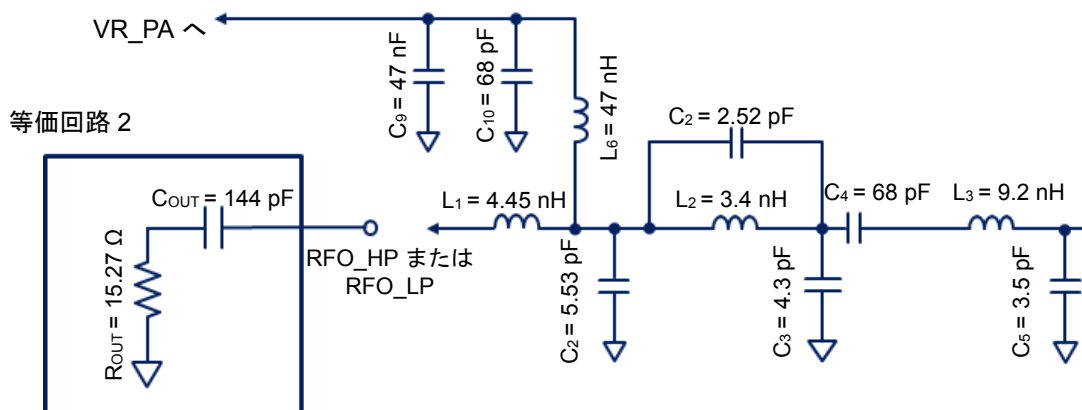 VR_PA へ
C9 = 47 nF
C10 = 68 pF
L6 = 47 nH
等価回路 2
C2 = 2.52 pF
COUT = 144 pF
L1 = 4.45 nH
L2 = 3.4 nH
C4 = 68 pF
L3 = 9.2 nH
RFO_HP または
RFO_LP
ROUT = 15.27 Ω
C2 = 5.53 pF
C3 = 4.3 pF
C5 = 3.5 pF